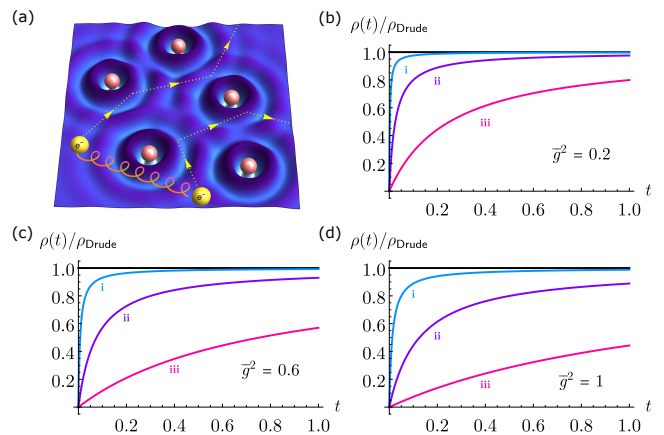 (a)
e⁻
e⁻
(b)
ρ(t)/ρDrude
1.0
0.8
0.6
0.4
0.2
i
ii
iii
g̅² = 0.2
0.2 0.4 0.6 0.8 1.0
t
(c)
ρ(t)/ρDrude
1.0
0.8
0.6
0.4
0.2
i
ii
iii
g̅² = 0.6
0.2 0.4 0.6 0.8 1.0
t
(d)
ρ(t)/ρDrude
1.0
0.8
0.6
0.4
0.2
i
ii
iii
g̅² = 1
0.2 0.4 0.6 0.8 1.0
t